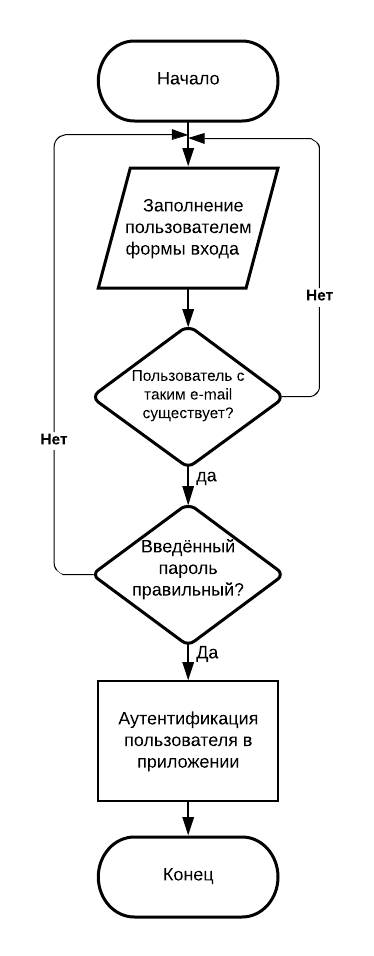 Начало
Заполнение
пользователем
формы входа
Нет
Пользователь с
таким e-mail
существует?
Нет
да
Введённый
пароль
правильный?
Да
Аутентификация
пользователя в
приложении
Конец